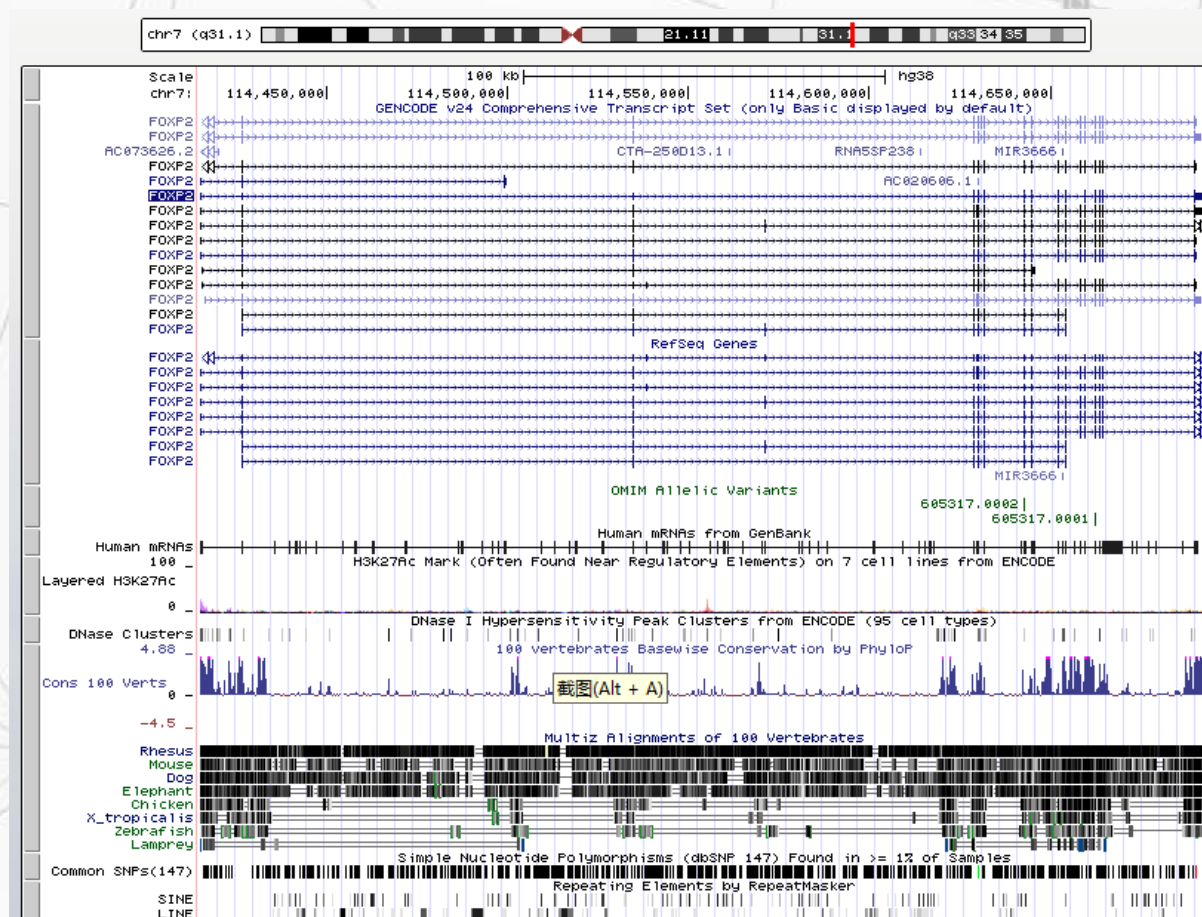 chr7 (q31.1) 21.11 31.1 q33 34 35
Scale 100 kb hg38
chr7: 114,450,000| 114,500,000| 114,550,000| 114,600,000| 114,650,000|
GENCODE v24 Comprehensive Transcript Set (only Basic displayed by default)
FOXP2
FOXP2
AC073626.2 CTA-250D13.1 RNA5SP238 MIR3666
FOXP2
FOXP2 AC020606.1
FOXP2
FOXP2
FOXP2
FOXP2
FOXP2
FOXP2
FOXP2
FOXP2
FOXP2
FOXP2
RefSeq Genes
FOXP2
FOXP2
FOXP2
FOXP2
FOXP2
FOXP2
FOXP2
FOXP2
MIR3666
OMIM Allelic Variants
605317.0002
605317.0001
Human mRNAs from GenBank
Human mRNAs
100 _ H3K27Ac Mark (Often Found Near Regulatory Elements) on 7 cell lines from ENCODE
Layered H3K27Ac
0 _
DNase I Hypersensitivity Peak Clusters from ENCODE (95 cell types)
DNase Clusters
4.88 _ 100 vertebrates Basewise Conservation by PhyloP
Cons 100 Verts 截图(Alt + A)
0 _
-4.5 _
Multiz Alignments of 100 Vertebrates
Rhesus
Mouse
Dog
Elephant
Chicken
X_tropicalis
Zebrafish
Lamprey
Simple Nucleotide Polymorphisms (dbSNP 147) Found in >= 1% of Samples
Common SNPs(147)
Repeating Elements by RepeatMasker
SINE
LINE